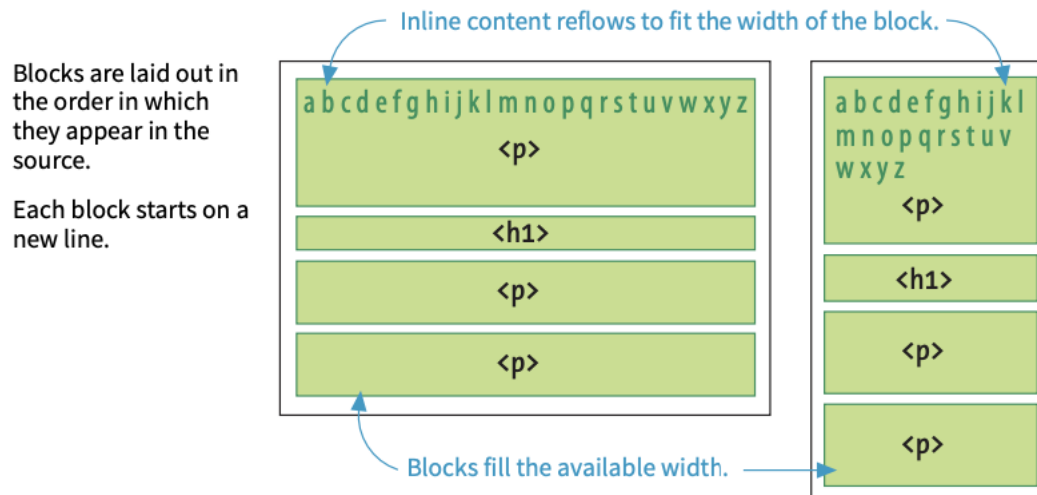 Inline content reflows to fit the width of the block.
Blocks are laid out in
the order in which
they appear in the
source.
Each block starts on a
new line.
a b c d e f g h i j k l m n o p q r s t u v w x y z
<p>
<h1>
<p>
<p>
a b c d e f g h i j k l
m n o p q r s t u v
w x y z
<p>
<h1>
<p>
<p>
Blocks fill the available width.